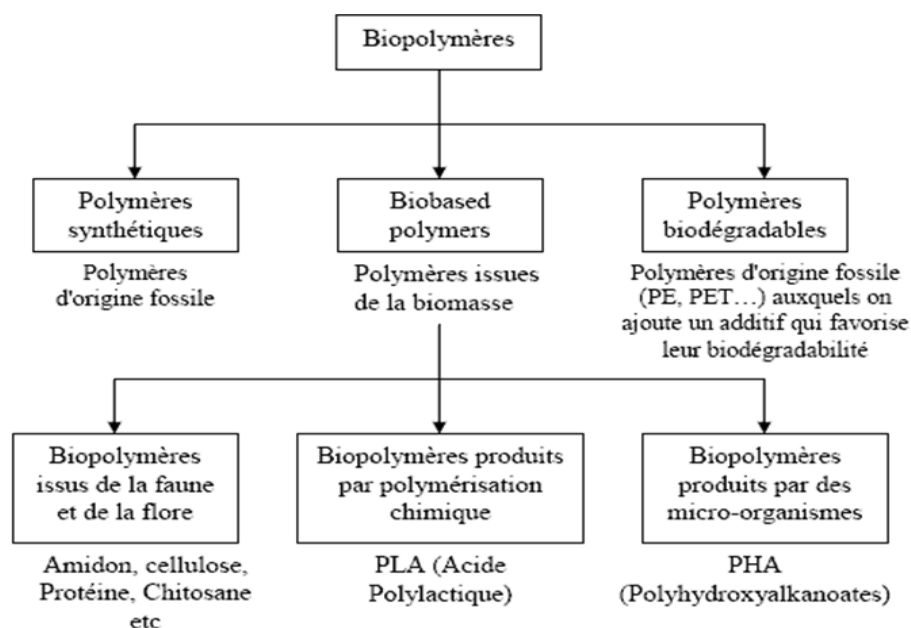 Biopolymères
Polymères
synthétiques
Polymères
d'origine fossile
Biobased
polymers
Polymères issues
de la biomasse
Polymères
biodégradables
Polymères d'origine fossile
(PE, PET...) auxquels on
ajoute un additif qui favorise
leur biodégradabilité
Biopolymères
issus de la faune
et de la flore
Amidon, cellulose,
Protéine, Chitosane
etc
Biopolymères produits
par polymérisation
chimique
PLA (Acide
Polylactique)
Biopolymères
produits par des
micro-organismes
PHA
(Polyhydroxyalkanoates)